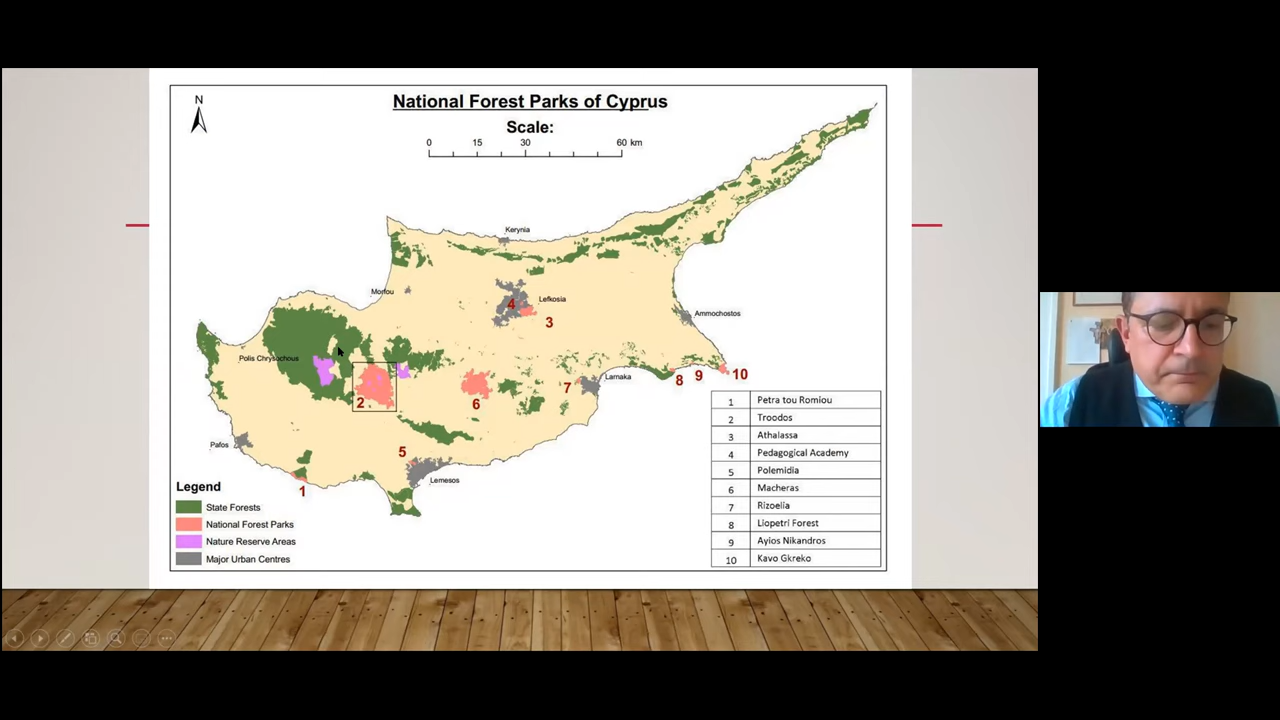 National Forest Parks of Cyprus
N
Scale:
0 15 30 60 km
Kerynia
Morfou
4
Lefkosia
3
Ammochostos
Polis Chrysochous
2
6
7
Larnaka
8
9
10
Pafos
5
Lemesos
1
Legend
State Forests
National Forest Parks
Nature Reserve Areas
Major Urban Centres
1 Petra tou Romiou
2 Troodos
3 Athalassa
4 Pedagogical Academy
5 Polemidia
6 Macheras
7 Rizoelia
8 Liopetri Forest
9 Ayios Nikandros
10 Kavo Gkreko